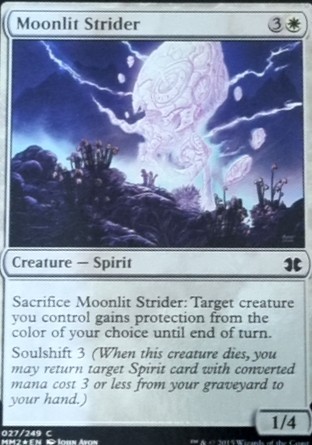 Moonlit Strider 3
Creature — Spirit
Sacrifice Moonlit Strider: Target creature
you control gains protection from the
color of your choice until end of turn.
Soulshift 3 (When this creature dies, you
may return target Spirit card with converted
mana cost 3 or less from your graveyard to
your hand.)
1/4
027/249 C
MM2★EN John Avon
™ & © 2015 Wizards of the Coast